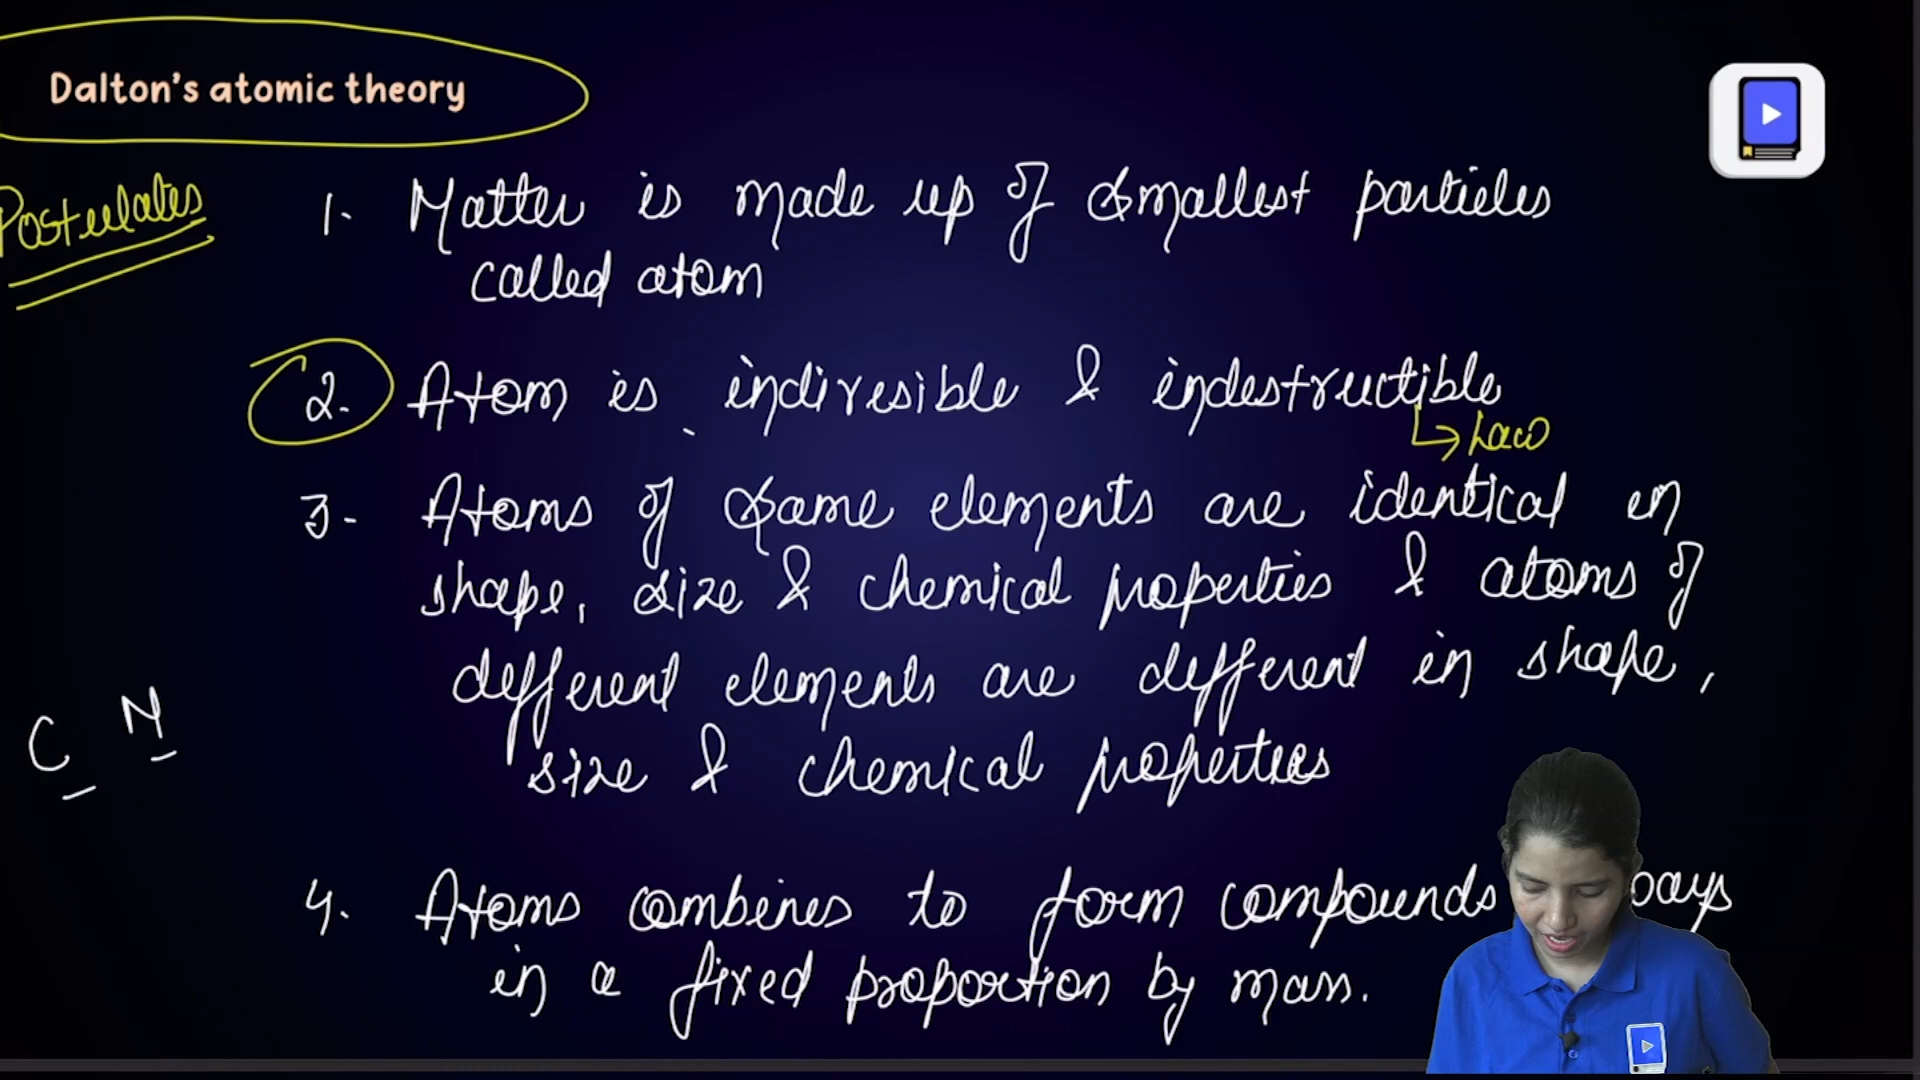 Dalton's atomic theory
Postulates
1. Matter is made up of smallest particles
called atom
2. Atom is indivesible & indestructible
↳ Law
3- Atoms of same elements are identical in
shape, size & chemical properties & atoms of
different elements are different in shape,
size & chemical properties
C N
4. Atoms combines to form compounds
in a fixed proportion by mass.